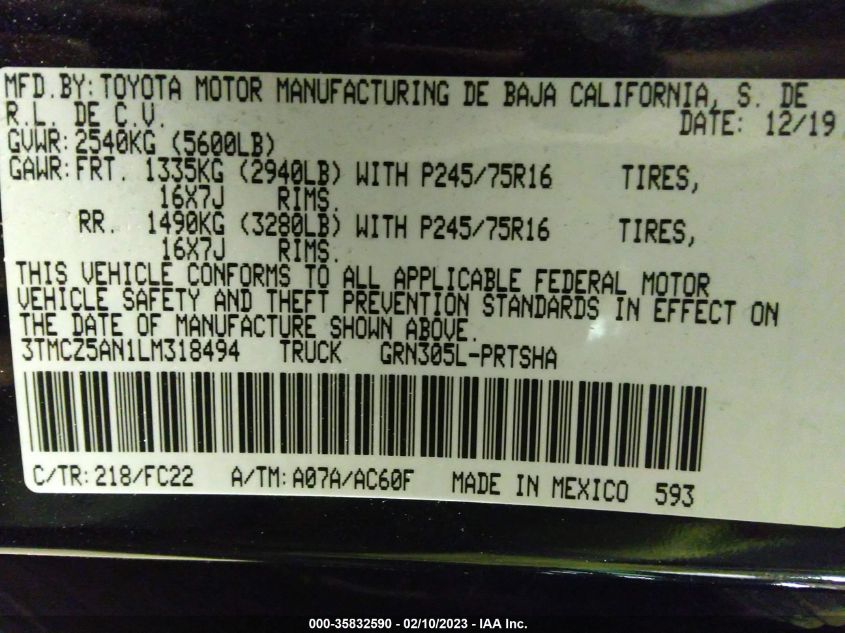 MFD.BY:TOYOTA MOTOR MANUFACTURING DE BAJA CALIFORNIA, S. DE
R.L. DE C.V. DATE: 12/19
GVWR:2540KG (5600LB)
GAWR:FRT. 1335KG (2940LB) WITH P245/75R16 TIRES,
16X7J RIMS.
RR. 1490KG (3280LB) WITH P245/75R16 TIRES,
16X7J RIMS.
THIS VEHICLE CONFORMS TO ALL APPLICABLE FEDERAL MOTOR
VEHICLE SAFETY AND THEFT PREVENTION STANDARDS IN EFFECT ON
THE DATE OF MANUFACTURE SHOWN ABOVE.
3TMCZ5AN1LM318494 TRUCK GRN305L-PRTSHA
C/TR:218/FC22 A/TM:A07A/AC60F MADE IN MEXICO 593
000-35832590 - 02/10/2023 - IAA Inc.